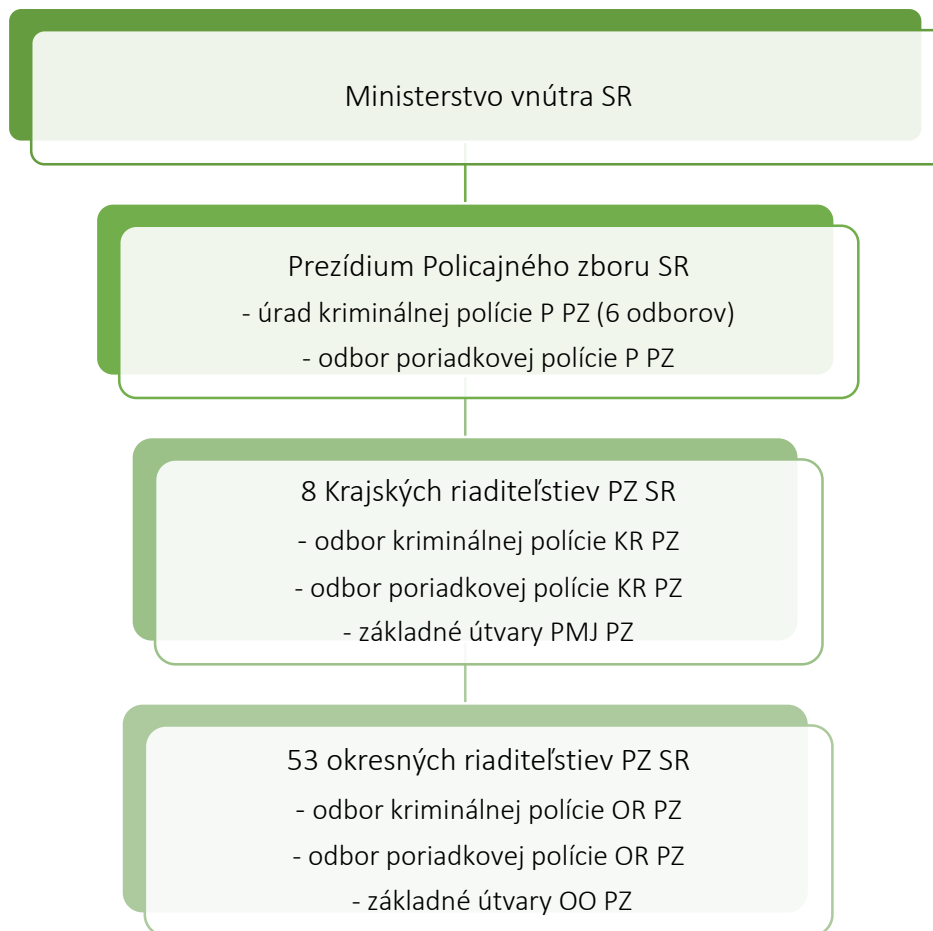 Ministerstvo vnútra SR
Prezídium Policajného zboru SR
- úrad kriminálnej polície P PZ (6 odborov)
- odbor poriadkovej polície P PZ
8 Krajských riaditeľstiev PZ SR
- odbor kriminálnej polície KR PZ
- odbor poriadkovej polície KR PZ
- základné útvary PMJ PZ
53 okresných riaditeľstiev PZ SR
- odbor kriminálnej polície OR PZ
- odbor poriadkovej polície OR PZ
- základné útvary OO PZ